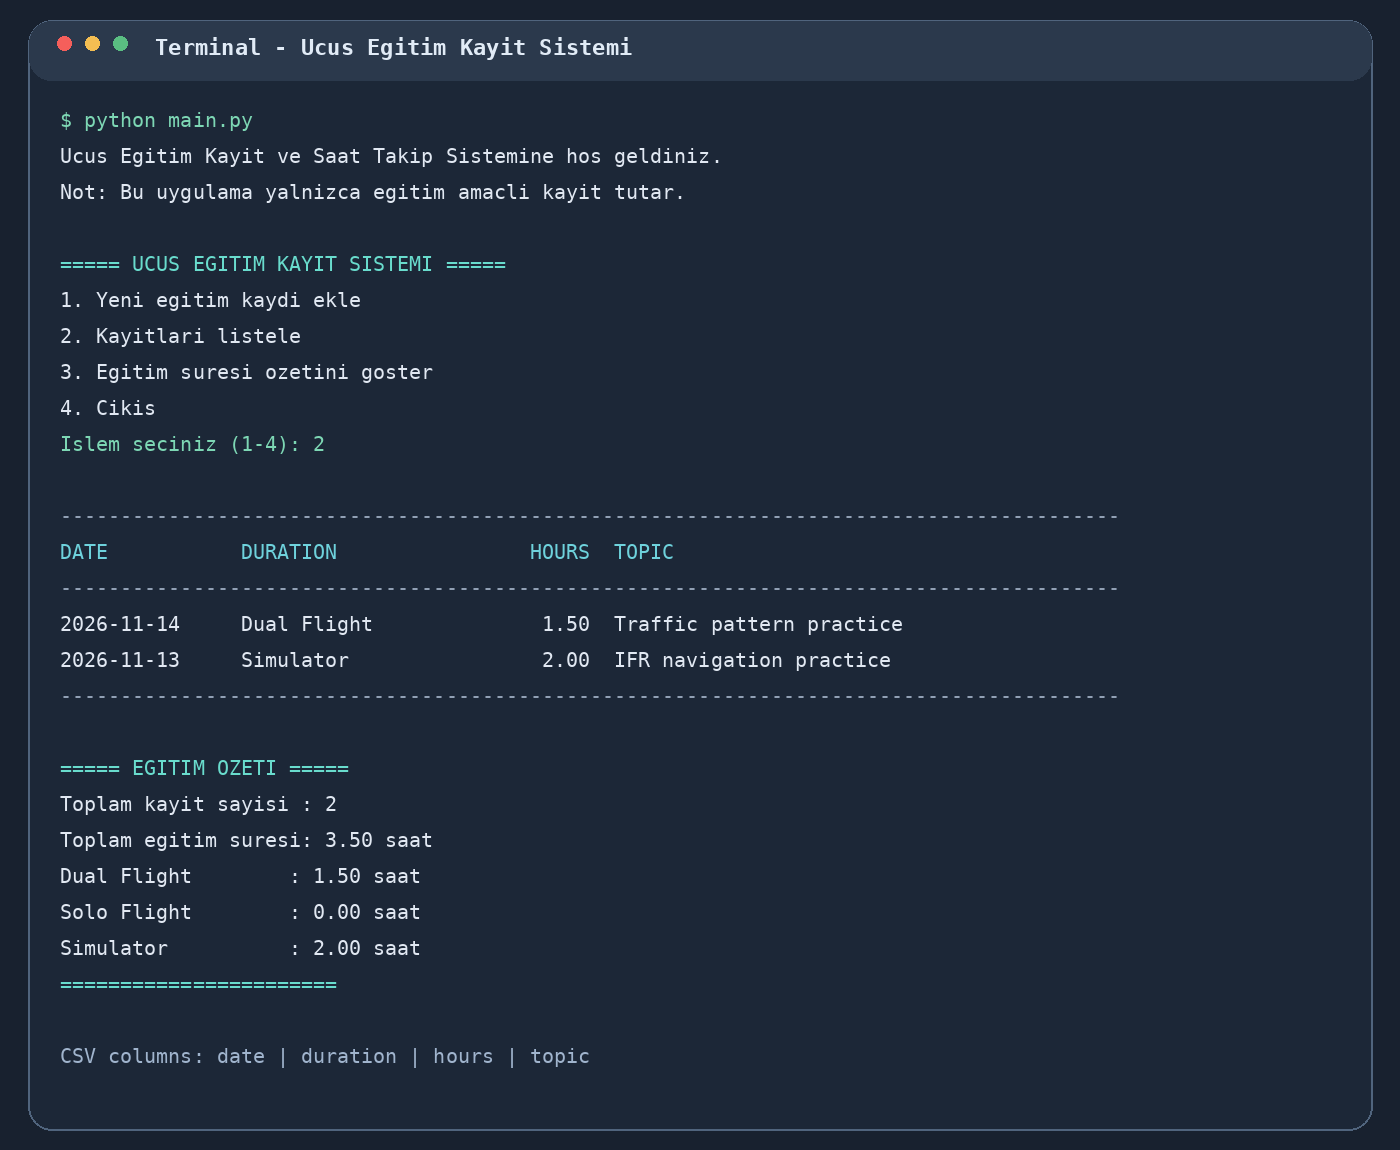 Terminal - Ucus Egitim Kayit Sistemi
$ python main.py
Ucus Egitim Kayit ve Saat Takip Sistemine hos geldiniz.
Not: Bu uygulama yalnizca egitim amacli kayit tutar.
===== UCUS EGITIM KAYIT SISTEMI =====
1. Yeni egitim kaydi ekle
2. Kayitlari listele
3. Egitim suresi ozetini goster
4. Cikis
Islem seciniz (1-4): 2
----------------------------------------------------------------------------------------
DATE           DURATION                HOURS  TOPIC
----------------------------------------------------------------------------------------
2026-11-14     Dual Flight              1.50  Traffic pattern practice
2026-11-13     Simulator                2.00  IFR navigation practice
----------------------------------------------------------------------------------------
===== EGITIM OZETI =====
Toplam kayit sayisi : 2
Toplam egitim suresi: 3.50 saat
Dual Flight        : 1.50 saat
Solo Flight        : 0.00 saat
Simulator          : 2.00 saat
=======================
CSV columns: date | duration | hours | topic